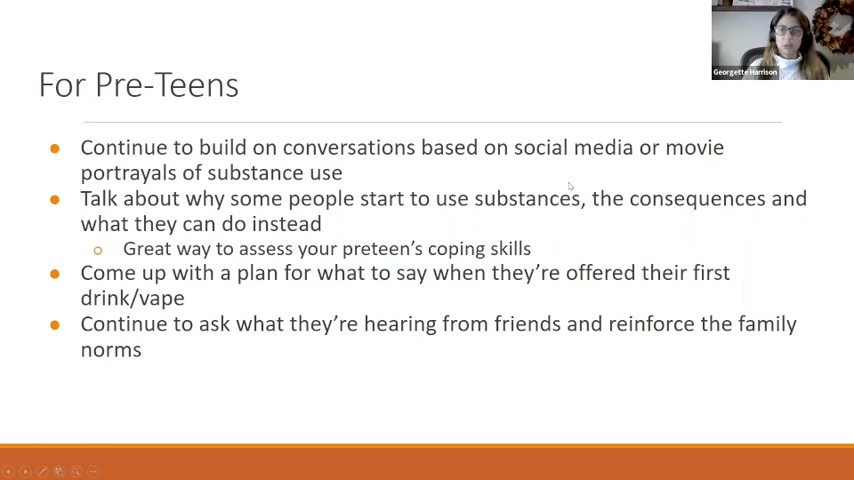 Georgette Harrison
For Pre-Teens
Continue to build on conversations based on social media or movie
portrayals of substance use
Talk about why some people start to use substances, the consequences and
what they can do instead
Great way to assess your preteen's coping skills
Come up with a plan for what to say when they're offered their first
drink/vape
Continue to ask what they're hearing from friends and reinforce the family
norms